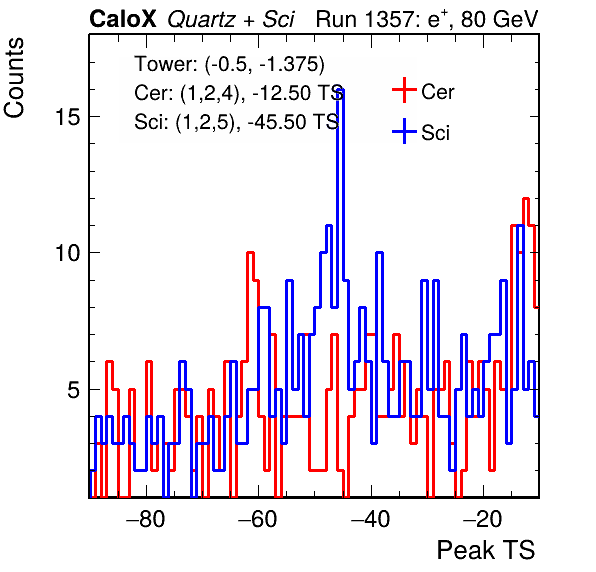 CaloX Quartz + Sci Run 1357: e+, 80 GeV
Counts
Tower: (-0.5, -1.375)
Cer: (1,2,4), -12.50 TS
Sci: (1,2,5), -45.50 TS
Cer
Sci
15
10
5
−80 −60 −40 −20
Peak TS